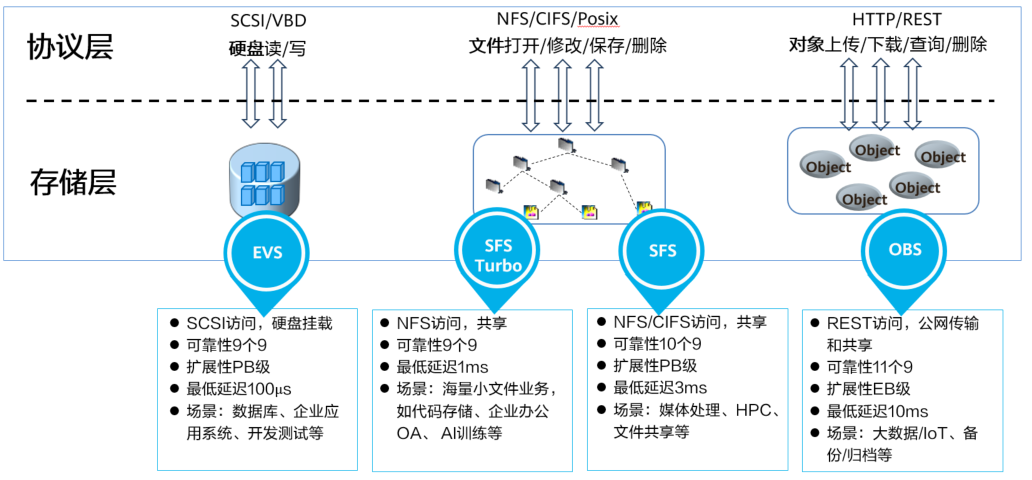 协议层
SCSI/VBD
硬盘读/写
NFS/CIFS/Posix
文件打开/修改/保存/删除
HTTP/REST
对象上传/下载/查询/删除
存储层
Object
Object
Object
Object
Object
EVS
SFS
Turbo
SFS
OBS
● SCSI访问，硬盘挂载
● 可靠性9个9
● 扩展性PB级
● 最低延迟100μs
● 场景：数据库、企业应
用系统、开发测试等
● NFS访问，共享
● 可靠性9个9
● 最低延迟1ms
● 场景：海量小文件业务，
如代码存储、企业办公
OA、AI训练等
● NFS/CIFS访问，共享
● 可靠性10个9
● 扩展性PB级
● 最低延迟3ms
● 场景：媒体处理、HPC、
文件共享等
● REST访问，公网传输
和共享
● 可靠性11个9
● 扩展性EB级
● 最低延迟10ms
● 场景：大数据/IoT、备
份/归档等